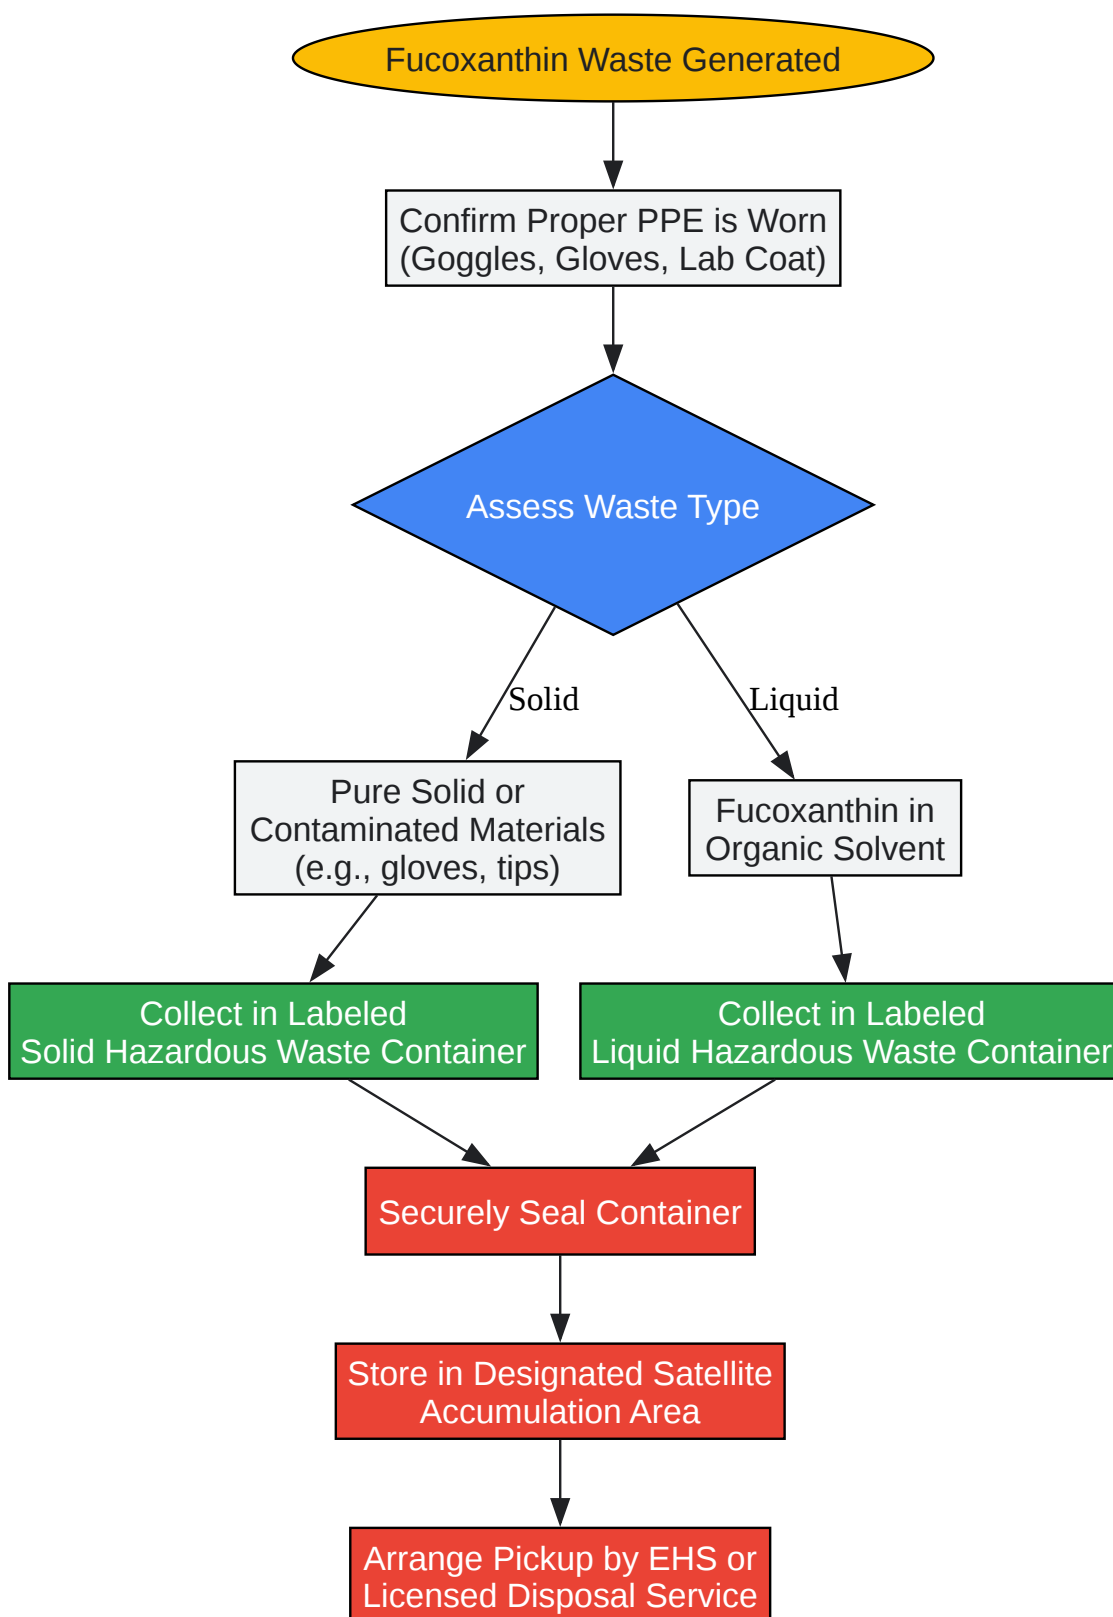 Fucoxanthin Waste Generated
Confirm Proper PPE is Worn
(Goggles, Gloves, Lab Coat)
Assess Waste Type
Solid
Liquid
Pure Solid or
Contaminated Materials
(e.g., gloves, tips)
Fucoxanthin in
Organic Solvent
Collect in Labeled
Solid Hazardous Waste Container
Collect in Labeled
Liquid Hazardous Waste Container
Securely Seal Container
Store in Designated Satellite
Accumulation Area
Arrange Pickup by EHS or
Licensed Disposal Service